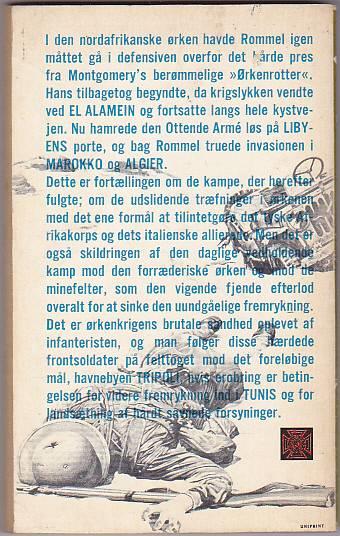 I den nordafrikanske ørken havde Rommel igen
måttet gå i defensiven overfor det hårde pres
fra Montgomery's berømmelige »Ørkenrotter«.
Hans tilbagetog begyndte, da krigslykken vendte
ved EL ALAMEIN og fortsatte langs hele kystve-
jen. Nu hamrede den Ottende Armé løs på LIBY-
ENS porte, og bag Rommel truede invasionen i
MAROKKO og ALGIER.
Dette er fortællingen om de kampe, der herefter
fulgte; om de udslidende træfninger i ørkenen
med det ene formål at tilintetgøre det tyske Af-
rikakorps og dets italienske allierede. Men det er
også skildringen af den daglige vedholdende
kamp mod den forræderiske ørken og mod de
minefelter, som den vigende fjende efterlod
overalt for at sinke den uundgåelige fremrykning.
Det er ørkenkrigens brutale sandhed oplevet af
infanteristen, og man følger disse hærdede
frontsoldater på felttoget mod det foreløbige
mål, havnebyen TRIPOLI, hvis erobring er betin-
gelsen for videre fremrykning ind i TUNIS og for
landsætning af hårdt savnede forsyninger.
UNIPRINT